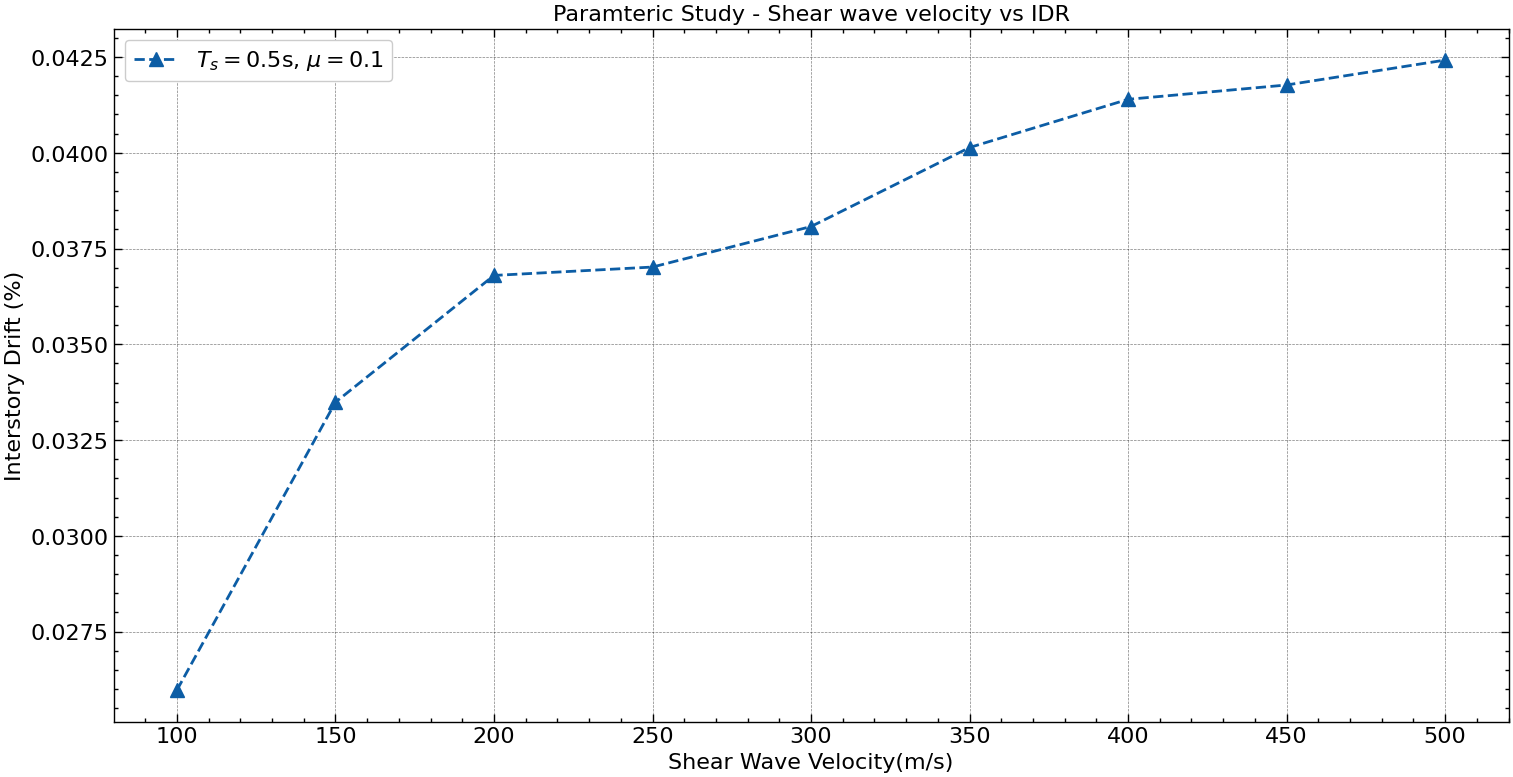 Paramteric Study - Shear wave velocity vs IDR
$T_s = 0.5$s, $\mu = 0.1$
0.0425
0.0400
0.0375
0.0350
0.0325
0.0300
0.0275
Interstory Drift (%)
100 150 200 250 300 350 400 450 500
Shear Wave Velocity(m/s)